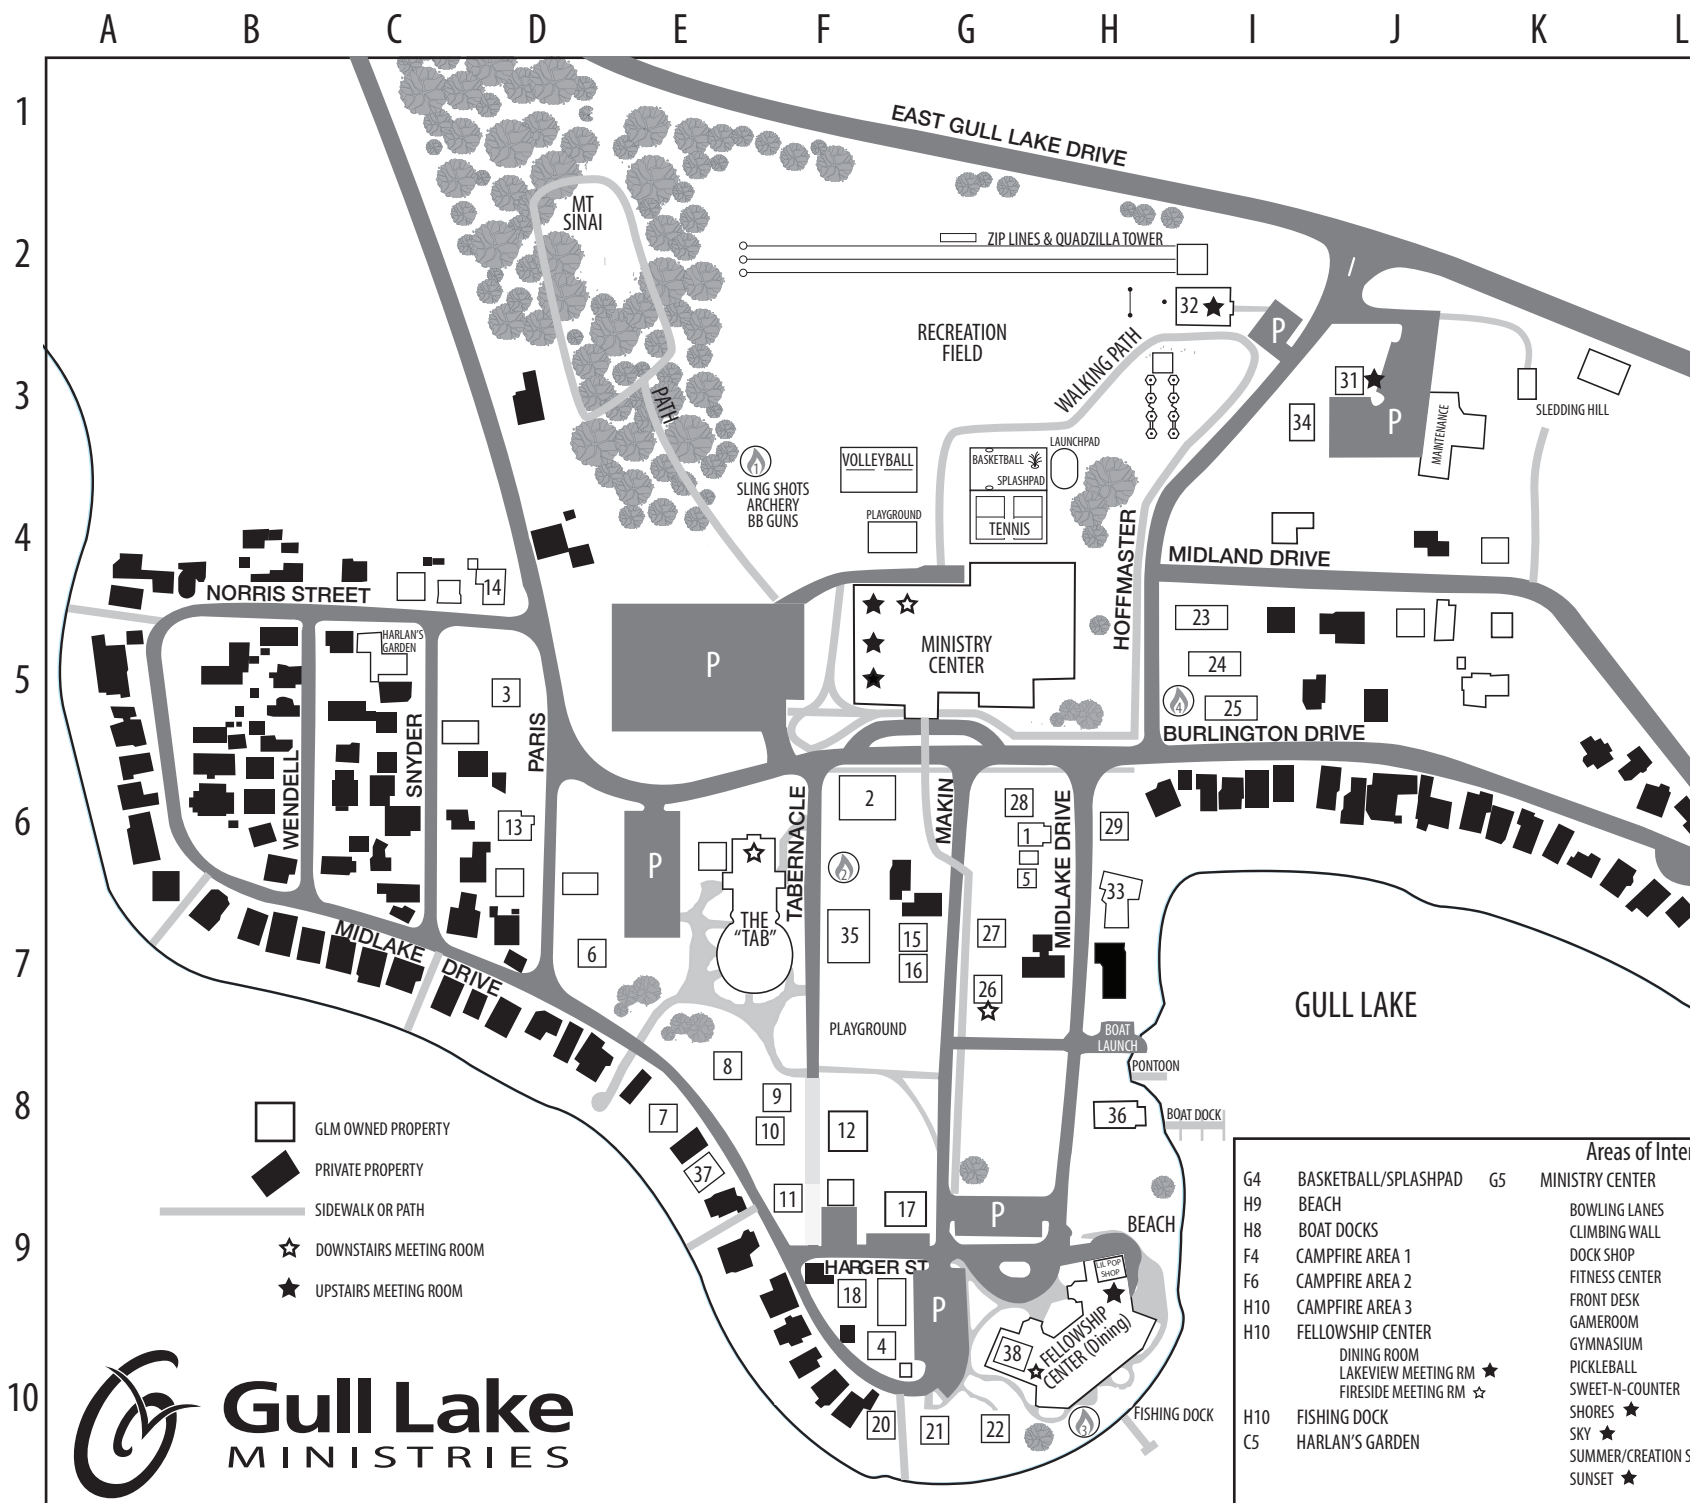 A B C D E F G H I J K L
1
2
3
4
5
6
7
8
9
10
EAST GULL LAKE DRIVE
MT
SINAI
ZIP LINES & QUADZILLA TOWER
32
P
RECREATION
FIELD
WALKING PATH
31
P
34
MAINTENANCE
SLEDDING HILL
PATH
1
SLING SHOTS
ARCHERY
BB GUNS
VOLLEYBALL
PLAYGROUND
BASKETBALL
SPLASHPAD
LAUNCHPAD
TENNIS
HOFFMASTER
MIDLAND DRIVE
NORRIS STREET
14
HARLAN'S
GARDEN
3
P
MINISTRY
CENTER
23
24
4
25
BURLINGTON DRIVE
WENDELL
SNYDER
PARIS
13
P
TABERNACLE
2
MAKIN
28
1
5
MIDLAKE DRIVE
29
33
2
THE
"TAB"
35
15
16
27
26
6
MIDLAKE
DRIVE
GULL LAKE
PLAYGROUND
BOAT
LAUNCH
PONTOON
8
9
10
7
12
36
BOAT DOCK
37
11
17
P
BEACH
HARGER ST
LIL POP
SHOP
18
P
FELLOWSHIP
CENTER (Dining)
38
4
20
21
22
3
FISHING DOCK
GLM OWNED PROPERTY
PRIVATE PROPERTY
SIDEWALK OR PATH
DOWNSTAIRS MEETING ROOM
UPSTAIRS MEETING ROOM
Gull Lake
MINISTRIES
Areas of Inter
G4 BASKETBALL/SPLASHPAD
H9 BEACH
H8 BOAT DOCKS
F4 CAMPFIRE AREA 1
F6 CAMPFIRE AREA 2
H10 CAMPFIRE AREA 3
H10 FELLOWSHIP CENTER
DINING ROOM
LAKEVIEW MEETING RM ★
FIRESIDE MEETING RM ☆
H10 FISHING DOCK
C5 HARLAN'S GARDEN
G5 MINISTRY CENTER
BOWLING LANES
CLIMBING WALL
DOCK SHOP
FITNESS CENTER
FRONT DESK
GAMEROOM
GYMNASIUM
PICKLEBALL
SWEET-N-COUNTER
SHORES ★
SKY ★
SUMMER/CREATION S
SUNSET ★